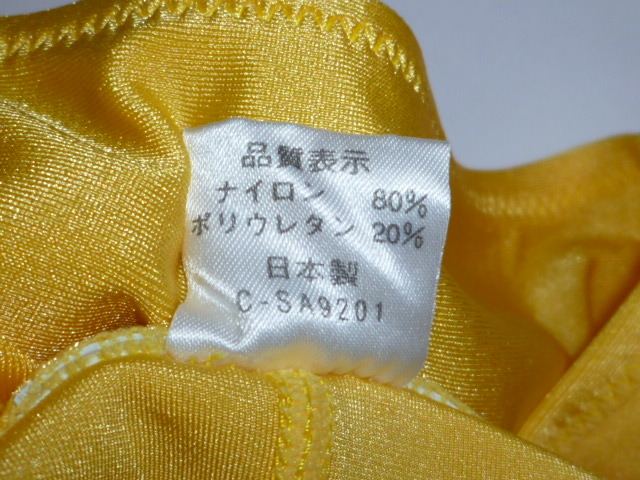 品質表示
ナイロン 80%
ポリウレタン 20%
日本製
C-SA9201